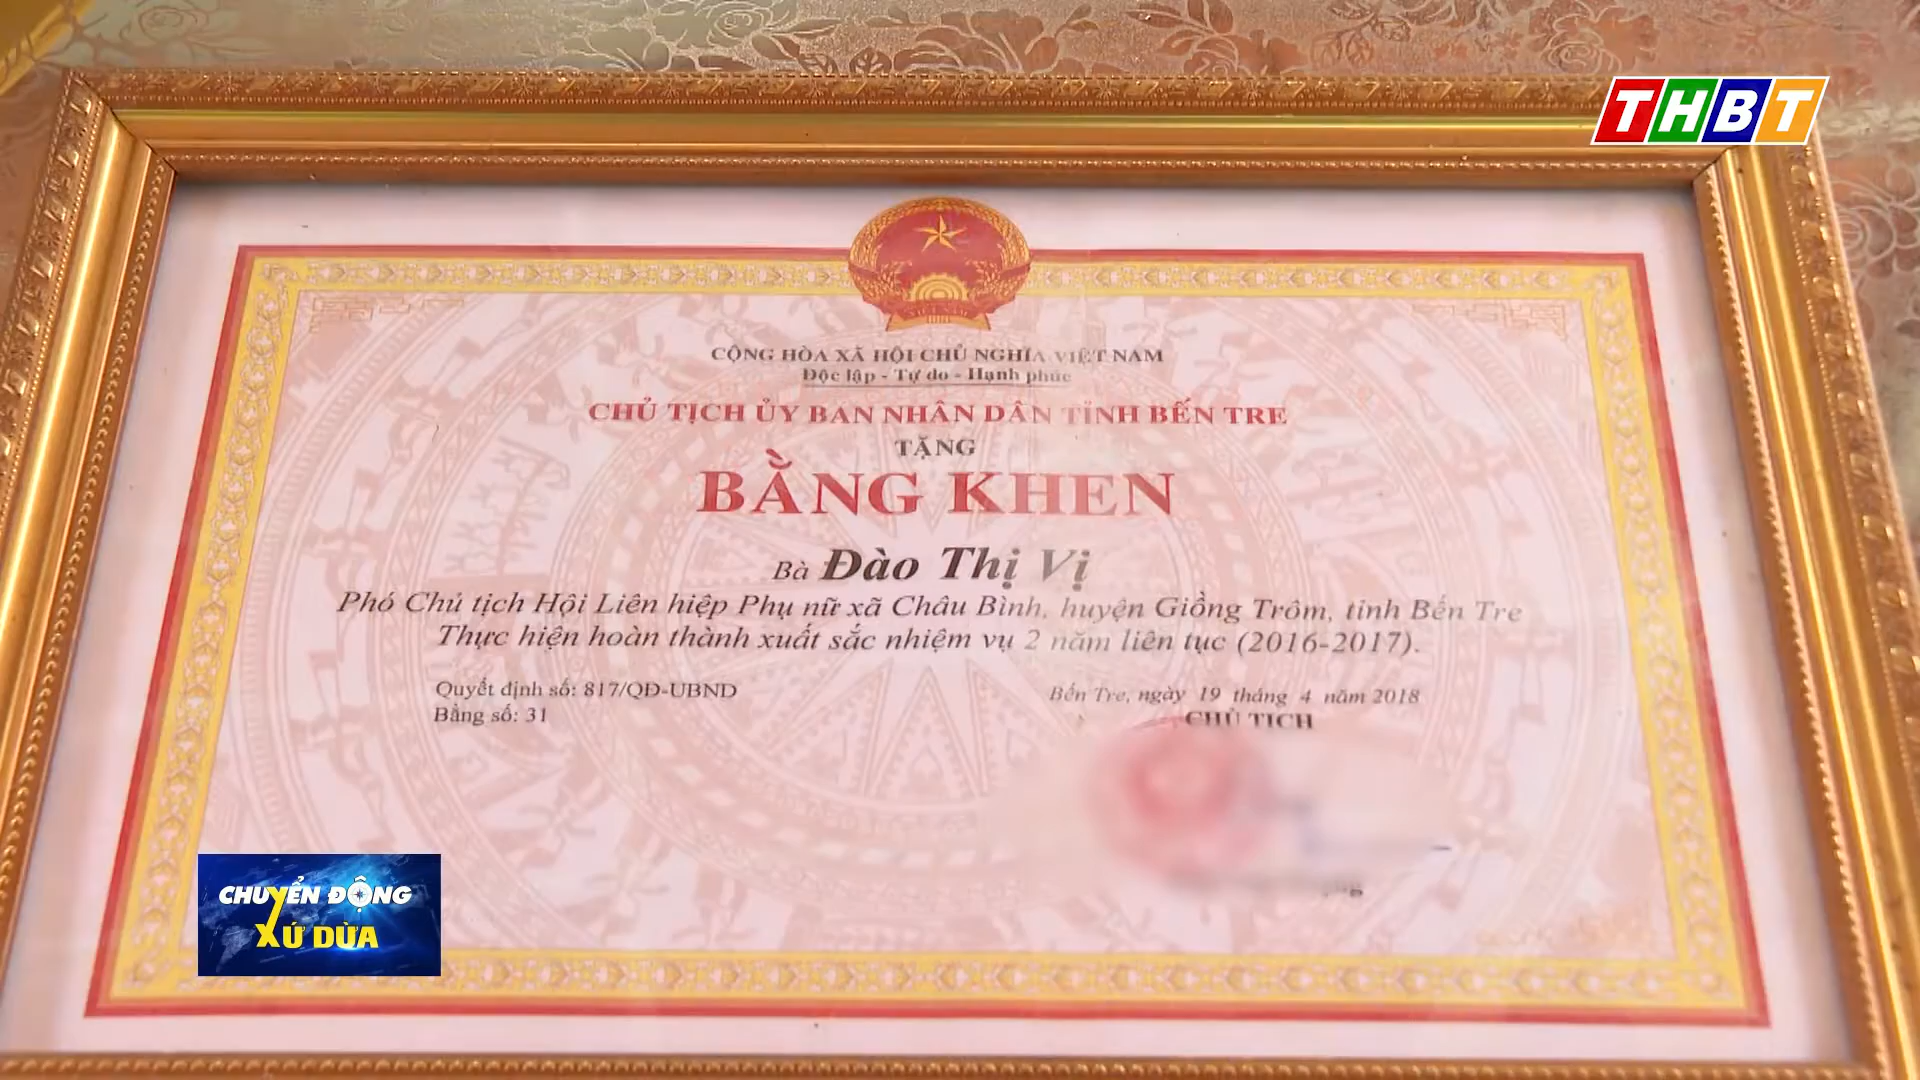 THBT
CỘNG HÒA XÃ HỘI CHỦ NGHĨA VIỆT NAM
Độc lập - Tự do - Hạnh phúc
CHỦ TỊCH ỦY BAN NHÂN DÂN TỈNH BẾN TRE
TẶNG
BẰNG KHEN
Bà Đào Thị Vị
Phó Chủ tịch Hội Liên hiệp Phụ nữ xã Châu Bình, huyện Giồng Trôm, tỉnh Bến Tre
Thực hiện hoàn thành xuất sắc nhiệm vụ 2 năm liên tục (2016-2017).
Quyết định số: 817/QĐ-UBND
Bằng số: 31
Bến Tre, ngày 19 tháng 4 năm 2018
CHỦ TỊCH
CHUYỂN ĐỘNG
XỨ DỪA